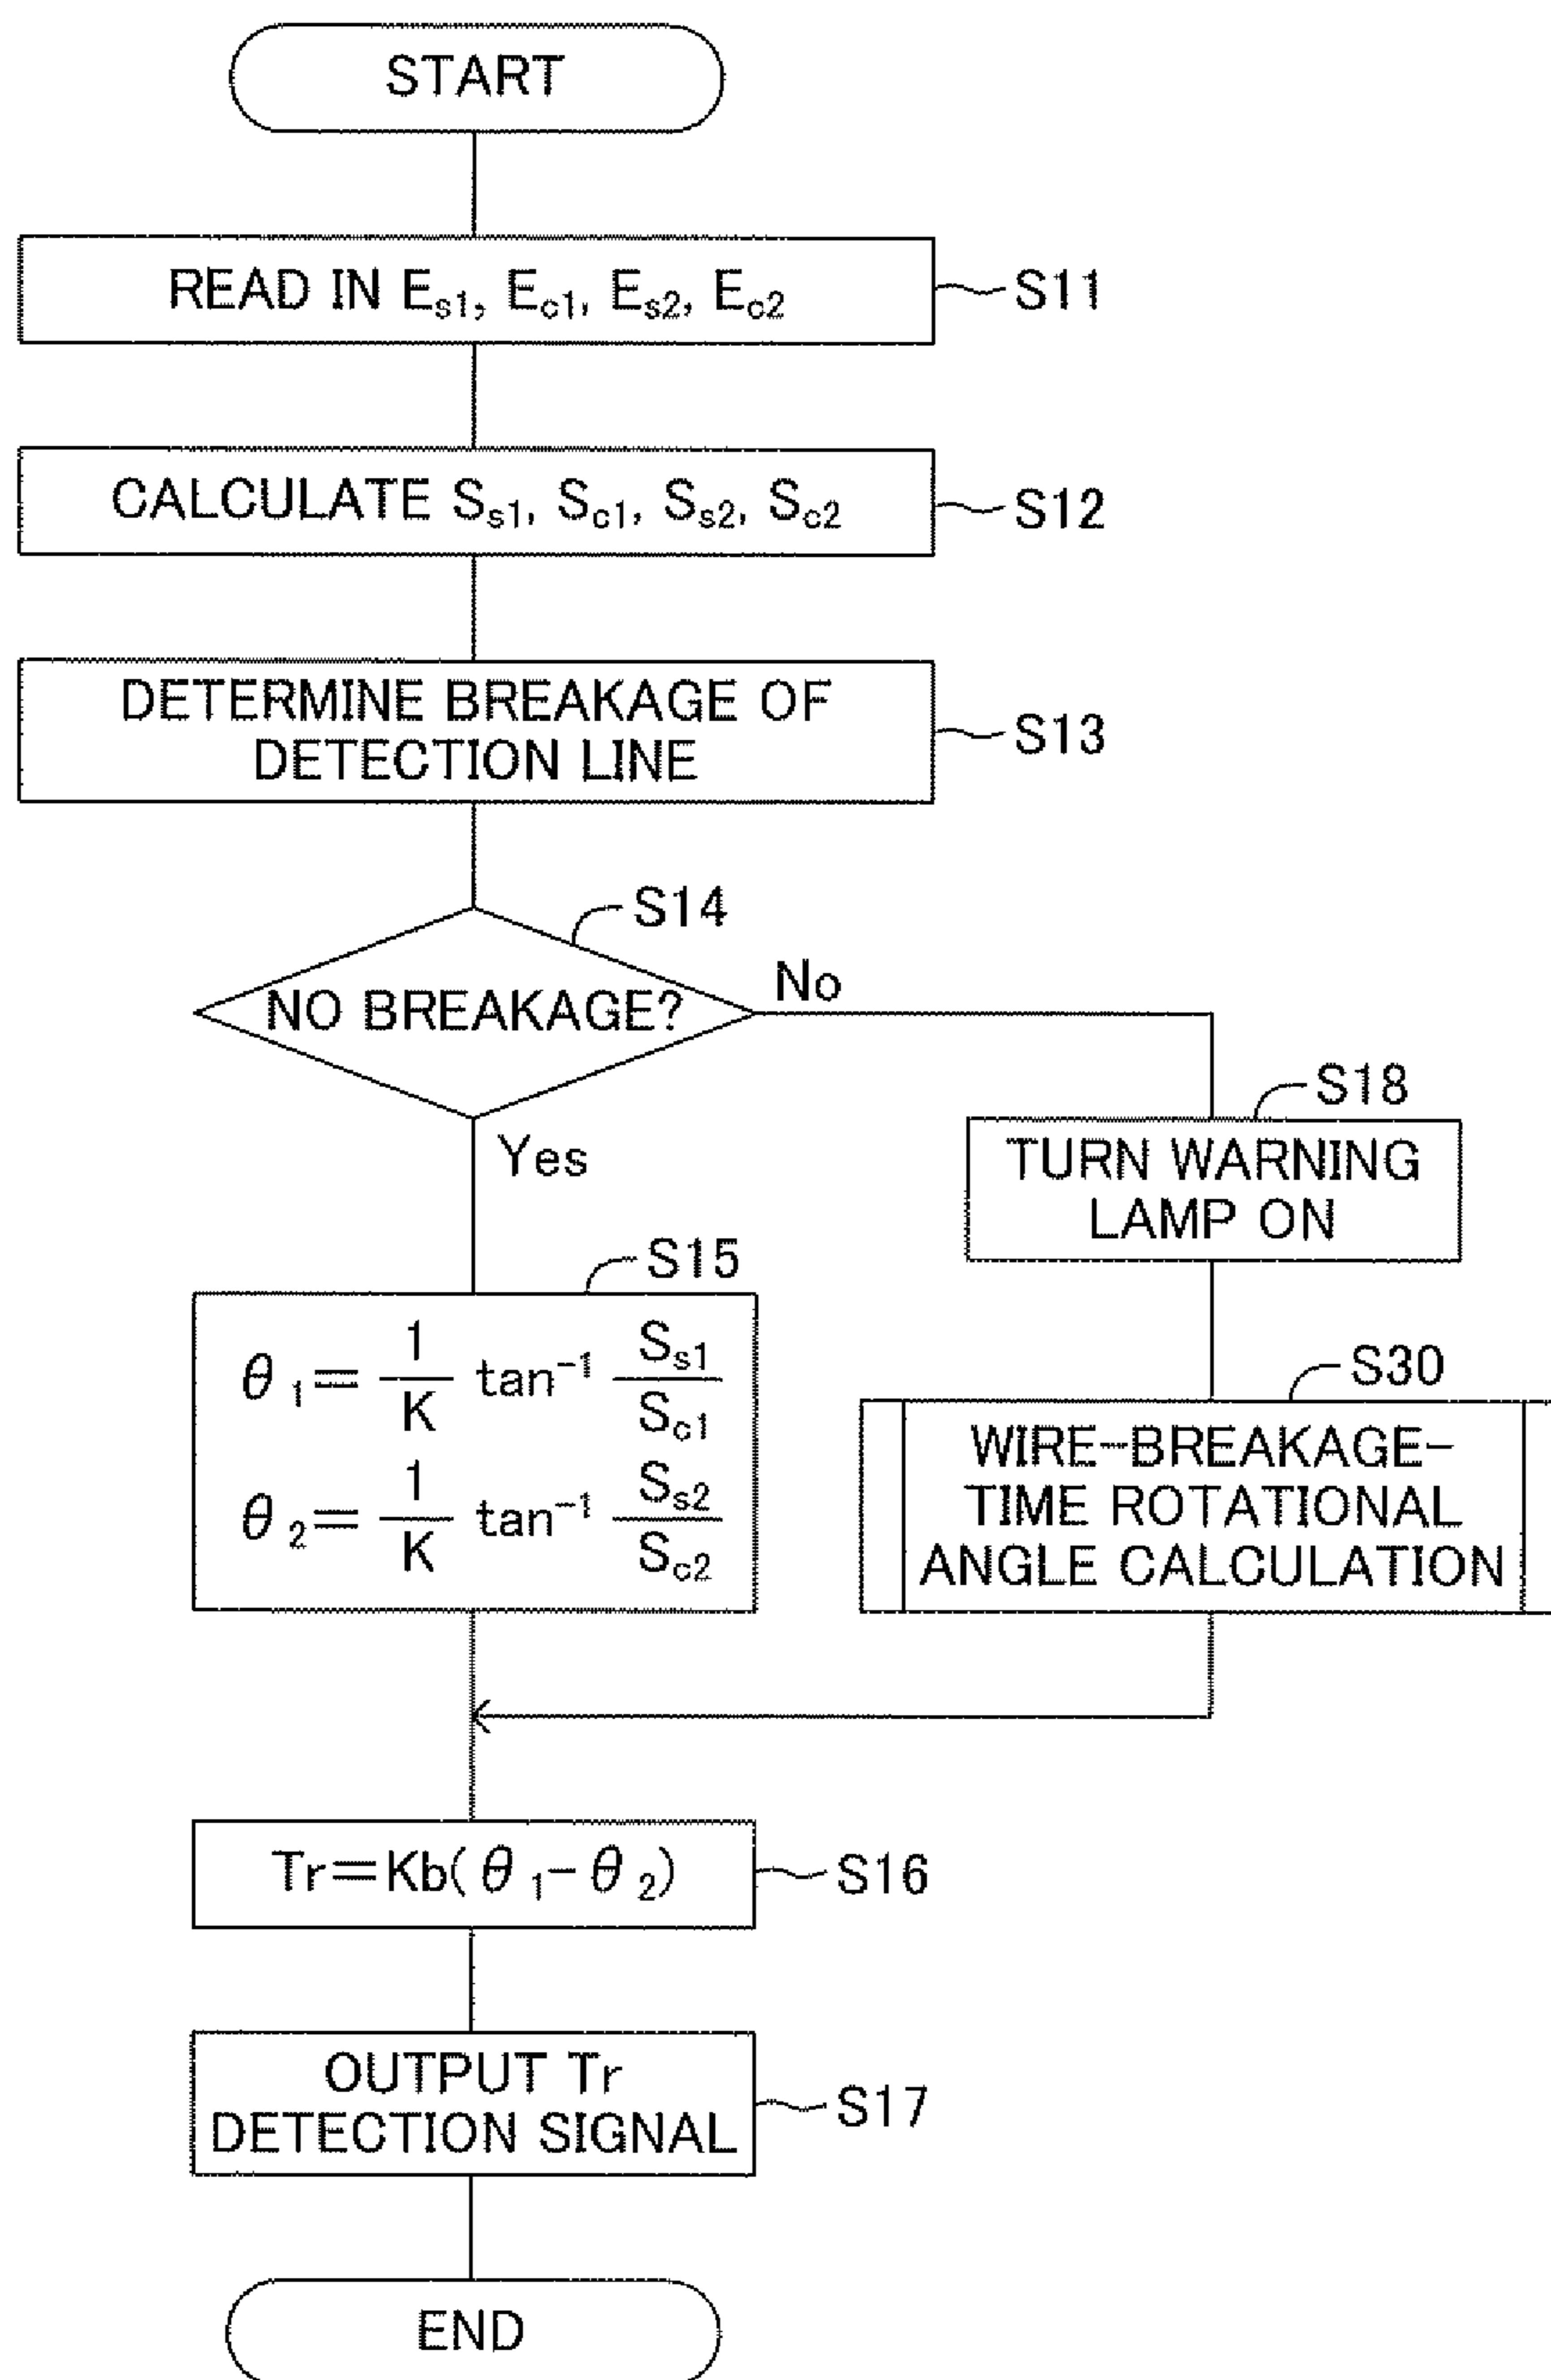 START
READ IN Es1, Ec1, Es2, Ec2
S11
CALCULATE Ss1, Sc1, Ss2, Sc2
S12
DETERMINE BREAKAGE OF
DETECTION LINE
S13
S14
NO BREAKAGE?
No
Yes
S18
TURN WARNING
LAMP ON
S15
θ1= 1/K tan⁻¹ Ss1/Sc1
θ2= 1/K tan⁻¹ Ss2/Sc2
S30
WIRE-BREAKAGE-
TIME ROTATIONAL
ANGLE CALCULATION
Tr=Kb(θ1-θ2)
S16
OUTPUT Tr
DETECTION SIGNAL
S17
END